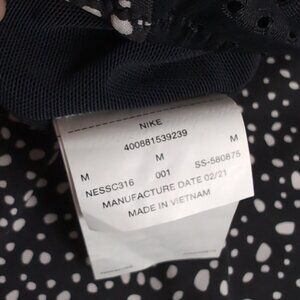 NIKE
400881539239
M M M
NESSC316 001 SS-580875
MANUFACTURE DATE 02/21
MADE IN VIETNAM